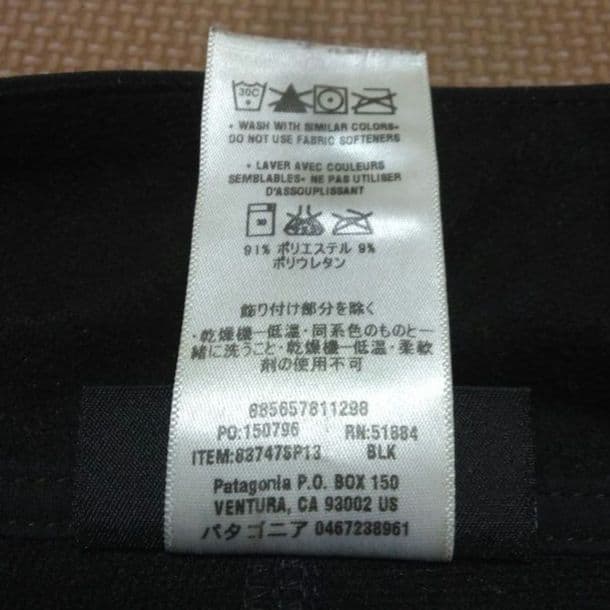 30C
• WASH WITH SIMILAR COLORS•
DO NOT USE FABRIC SOFTENERS
• LAVER AVEC COULEURS
SEMBLABLES• NE PAS UTILISER
D'ASSOUPLISSANT
30
91% ポリエステル 9%
ポリウレタン
飾り付け部分を除く
・乾燥機一低温・同系色のものと一
緒に洗うこと・乾燥機一低温・柔軟
剤の使用不可
885657811298
PO:150796 RN:51884
ITEM:83747SP13 BLK
Patagonia P.O. BOX 150
VENTURA, CA 93002 US
パタゴニア 0467238961